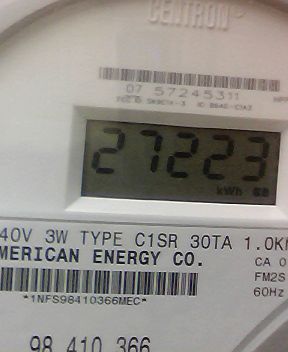 CENTRON
07 57245311
27223
kWh
40V 3W TYPE C1SR 30TA 1.0K
MERICAN ENERGY CO.
CA 0
FM2S
60Hz
*1NFS98410366MEC*
98 410 366